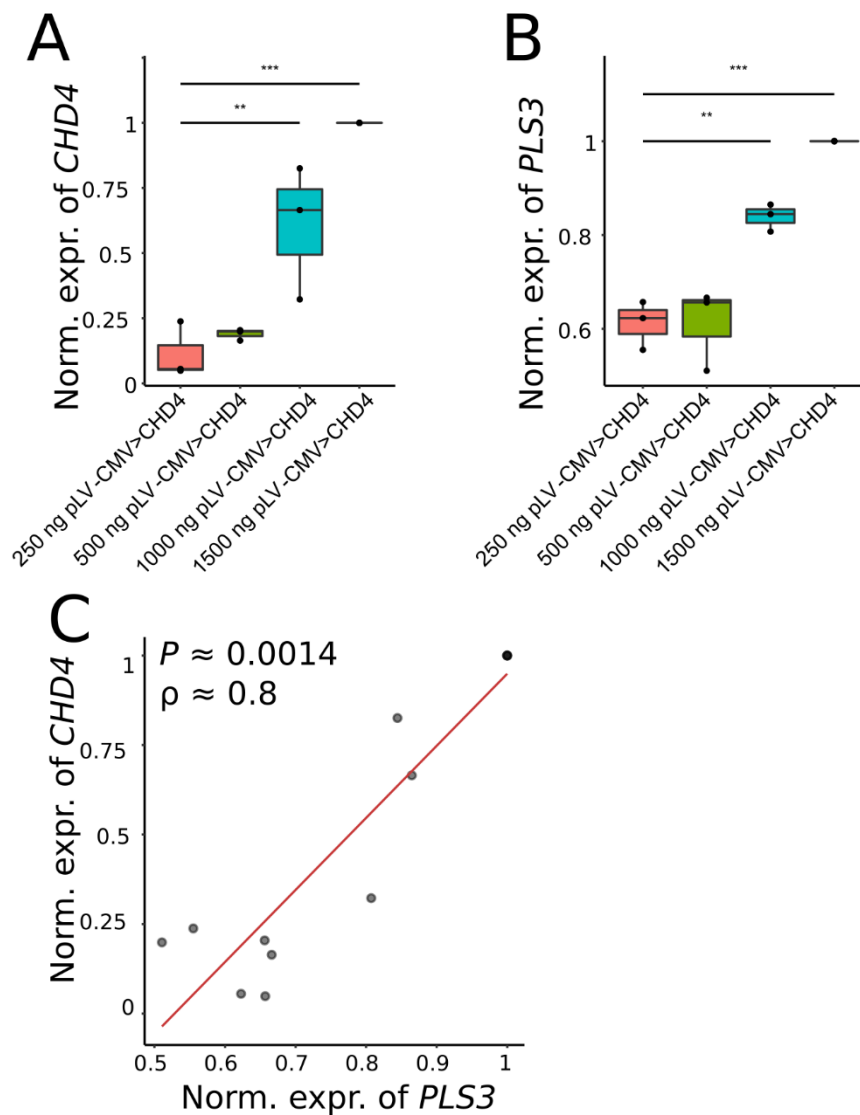 A
Norm. expr. of CHD4
***
**
1
0.75
0.5
0.25
0
250 ng pLV-CMV>CHD4
500 ng pLV-CMV>CHD4
1000 ng pLV-CMV>CHD4
1500 ng pLV-CMV>CHD4
B
Norm. expr. of PLS3
***
**
1
0.8
0.6
250 ng pLV-CMV>CHD4
500 ng pLV-CMV>CHD4
1000 ng pLV-CMV>CHD4
1500 ng pLV-CMV>CHD4
C
P ≈ 0.0014
ρ ≈ 0.8
Norm. expr. of CHD4
1
0.75
0.5
0.25
0
0.5 0.6 0.7 0.8 0.9 1
Norm. expr. of PLS3